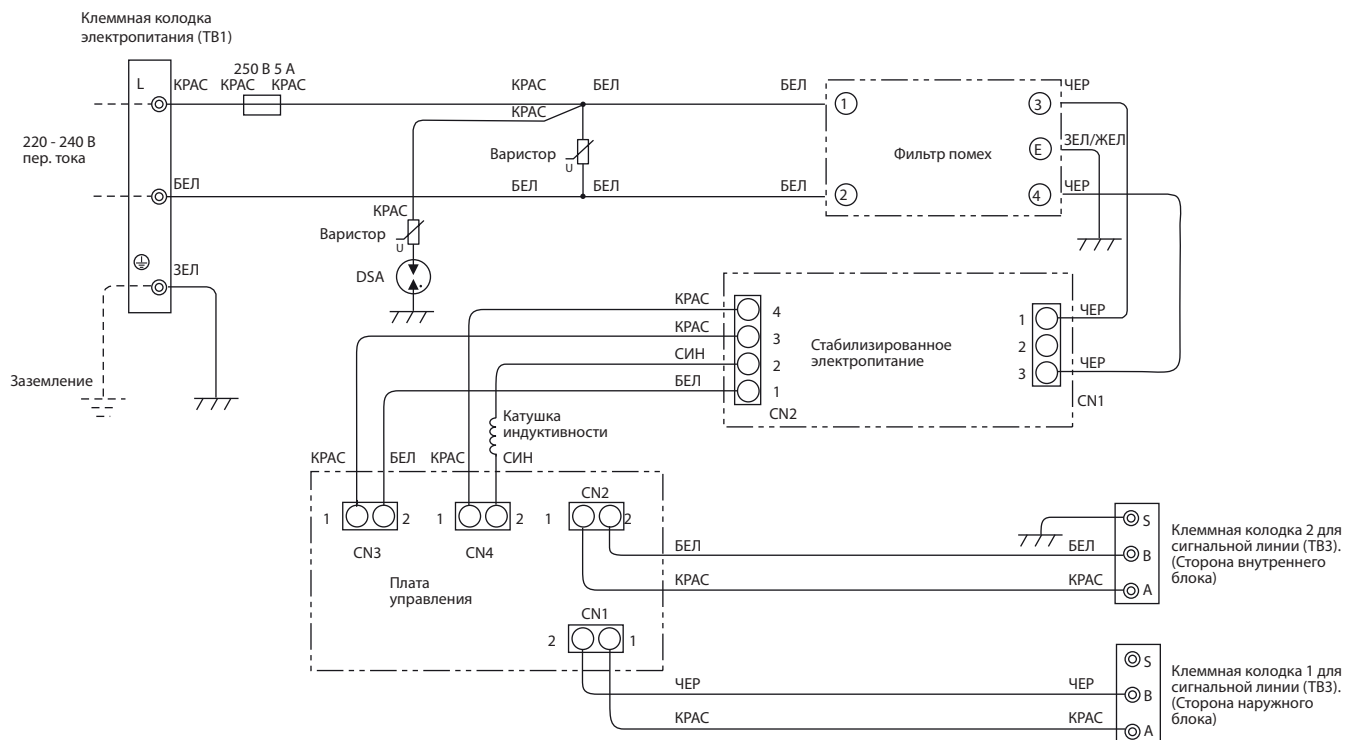 Клеммная колодка
электропитания (TB1)
L
КРАС
250 В 5 А
КРАС
КРАС
КРАС
БЕЛ
БЕЛ
КРАС
220 - 240 В
пер. тока
Варистор
U
БЕЛ
БЕЛ
БЕЛ
БЕЛ
1
2
Фильтр помех
3
E
4
ЧЕР
ЗЕЛ/ЖЕЛ
ЧЕР
КРАС
Варистор
U
DSA
ЗЕЛ
Заземление
КРАС
КРАС
СИН
БЕЛ
4
3
2
1
CN2
Стабилизированное
электропитание
1
2
3
ЧЕР
ЧЕР
CN1
Катушка
индуктивности
КРАС
БЕЛ
КРАС
СИН
1
2
CN3
1
2
CN4
CN2
1
2
Плата
управления
CN1
2
1
БЕЛ
БЕЛ
КРАС
КРАС
S
B
A
Клеммная колодка 2 для
сигнальной линии (TB3).
(Сторона внутреннего
блока)
ЧЕР
ЧЕР
КРАС
КРАС
S
B
A
Клеммная колодка 1 для
сигнальной линии (TB3).
(Сторона наружного
блока)